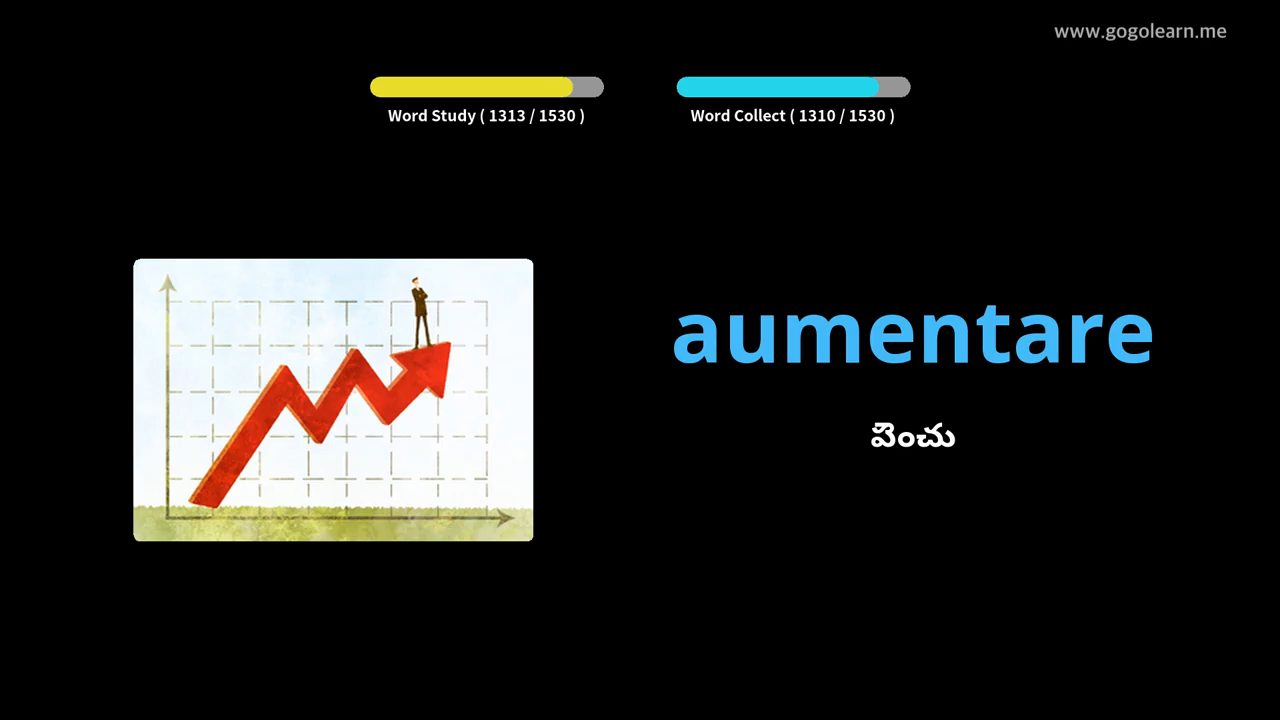 www.gogolearn.me
Word Study ( 1313 / 1530 )
Word Collect ( 1310 / 1530 )
aumentare
పెంచు